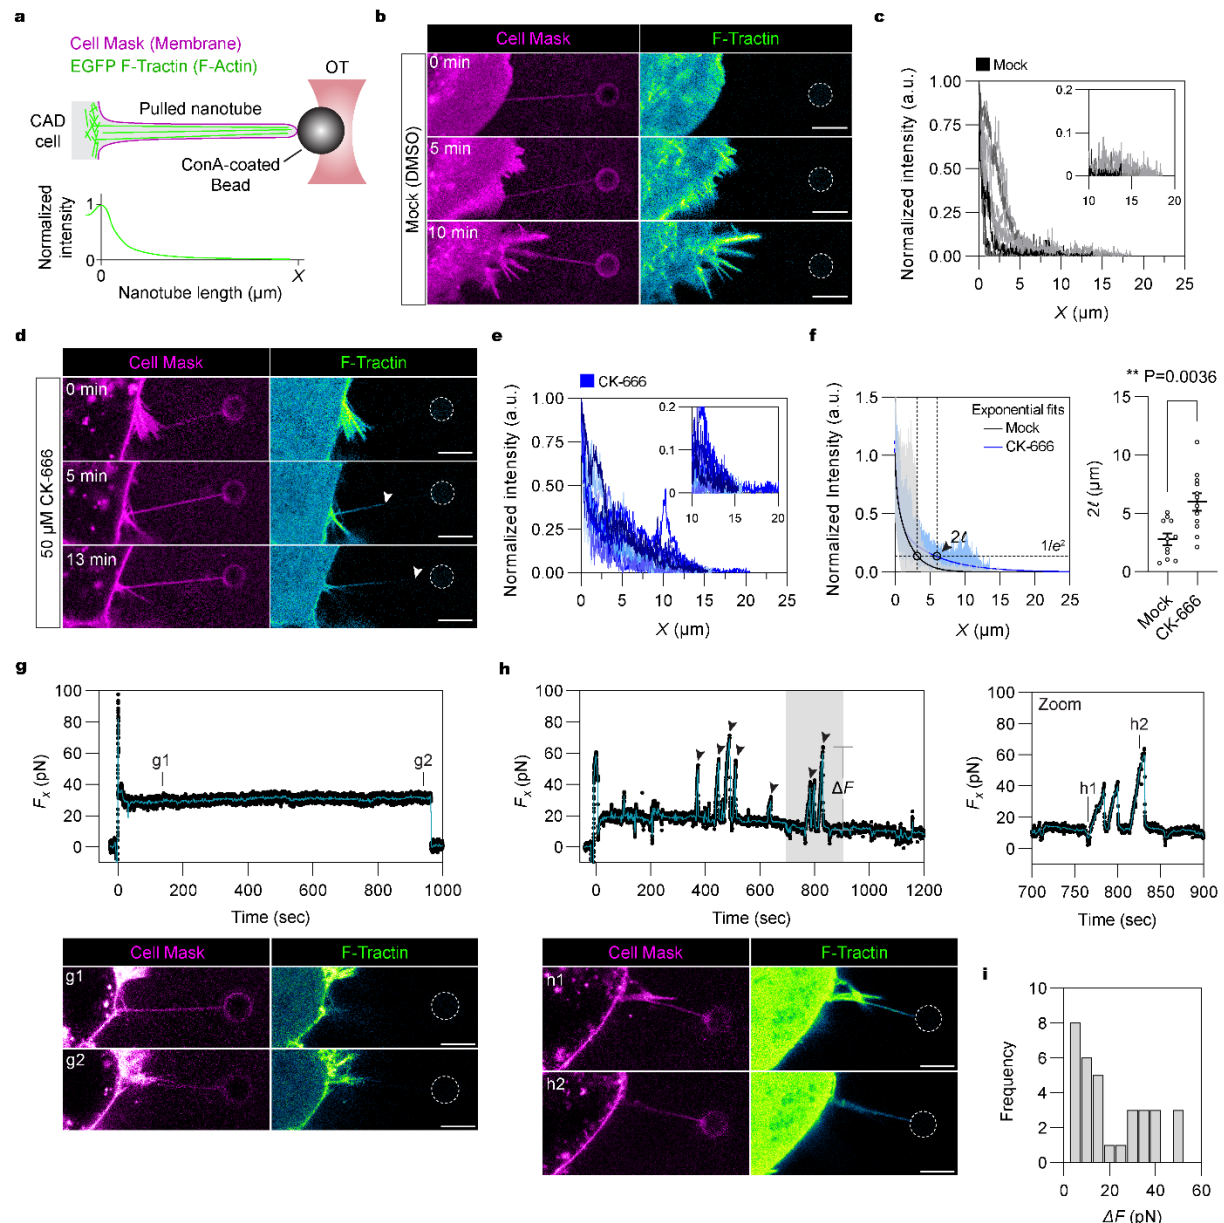 a
Cell Mask (Membrane)
EGFP F-Tractin (F-Actin)
OT
Pulled nanotube
CAD
cell
ConA-coated
Bead
Normalized
intensity
1
0
0
X
Nanotube length (µm)
b
Cell Mask
F-Tractin
Mock (DMSO)
0 min
5 min
10 min
c
Mock
Normalized intensity (a.u.)
1.00
0.75
0.50
0.25
0.00
0.2
0.1
0
10
15
20
0
5
10
15
20
25
X (µm)
d
Cell Mask
F-Tractin
50 µM CK-666
0 min
5 min
13 min
e
CK-666
Normalized intensity (a.u.)
1.00
0.75
0.50
0.25
0.00
0.2
0.1
0
10
15
20
0
5
10
15
20
25
X (µm)
f
Normalized intensity (a.u.)
1.5
1.0
0.5
0.0
Exponential fits
Mock
CK-666
2ℓ
1/e²
0
5
10
15
20
25
X (µm)
** P=0.0036
2ℓ (µm)
15
10
5
0
Mock
CK-666
g
Fx (pN)
100
80
60
40
20
0
g1
g2
0
200
400
600
800
1000
Time (sec)
Cell Mask
F-Tractin
g1
g2
h
Fx (pN)
100
80
60
40
20
0
ΔF
0
200
400
600
800
1000
1200
Time (sec)
Zoom
Fx (pN)
100
80
60
40
20
0
h1
h2
700
750
800
850
900
Time (sec)
Cell Mask
F-Tractin
h1
h2
i
Frequency
10
8
6
4
2
0
0
20
40
60
ΔF (pN)